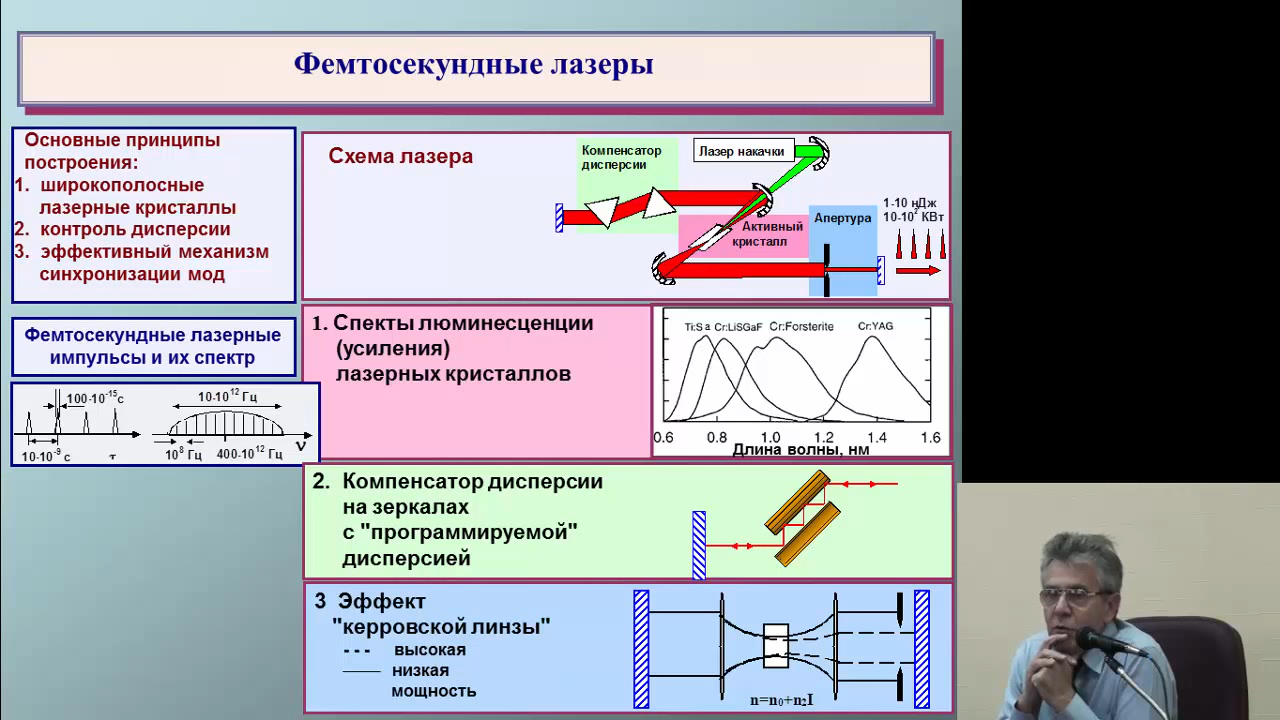 Фемтосекундные лазеры
Основные принципы
построения:
1. широкополосные
лазерные кристаллы
2. контроль дисперсии
3. эффективный механизм
синхронизации мод
Схема лазера
Компенсатор
дисперсии
Лазер накачки
Активный
кристалл
Апертура
1-10 нДж
10-10² КВт
Фемтосекундные лазерные
импульсы и их спектр
100·10⁻¹⁵с
10·10⁻⁹ с
τ
10·10¹² Гц
10⁸ Гц
400·10¹² Гц
ν
1. Спекты люминесценции
(усиления)
лазерных кристаллов
Ti:Sa Cr:LiSGaF Cr:Forsterite Cr:YAG
0.6 0.8 1.0 1.2 1.4 1.6
Длина волны, нм
2. Компенсатор дисперсии
на зеркалах
с "программируемой"
дисперсией
3 Эффект
"керровской линзы"
--- высокая
—— низкая
мощность
n=n₀+n₂I